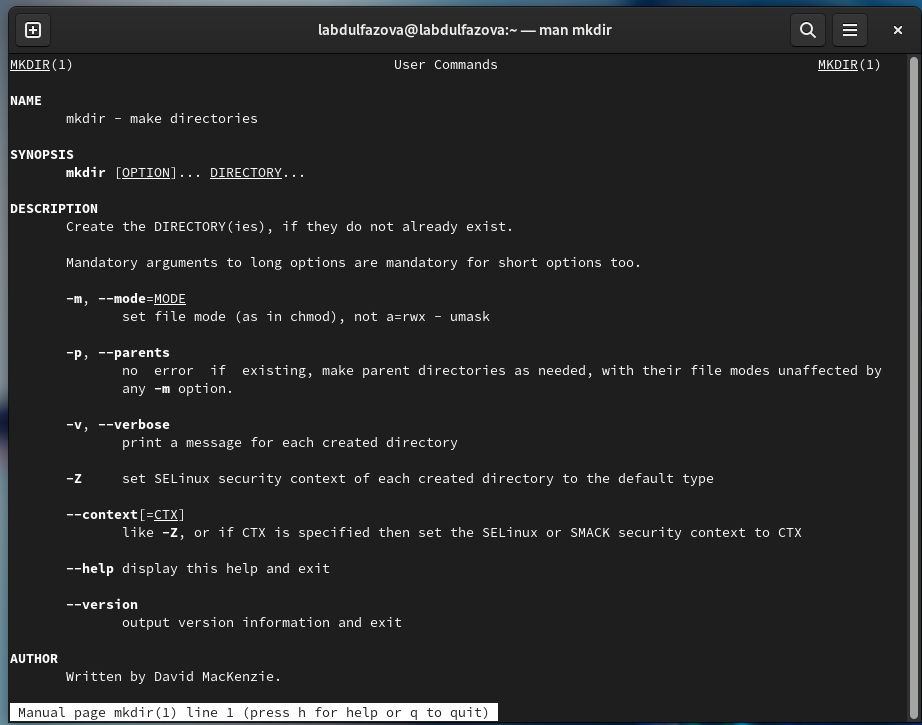 labdulfazova@labdulfazova:~ — man mkdir
MKDIR(1) User Commands MKDIR(1)
NAME
mkdir - make directories
SYNOPSIS
mkdir [OPTION]... DIRECTORY...
DESCRIPTION
Create the DIRECTORY(ies), if they do not already exist.
Mandatory arguments to long options are mandatory for short options too.
-m, --mode=MODE
set file mode (as in chmod), not a=rwx - umask
-p, --parents
no error if existing, make parent directories as needed, with their file modes unaffected by
any -m option.
-v, --verbose
print a message for each created directory
-Z set SELinux security context of each created directory to the default type
--context[=CTX]
like -Z, or if CTX is specified then set the SELinux or SMACK security context to CTX
--help display this help and exit
--version
output version information and exit
AUTHOR
Written by David MacKenzie.
Manual page mkdir(1) line 1 (press h for help or q to quit)